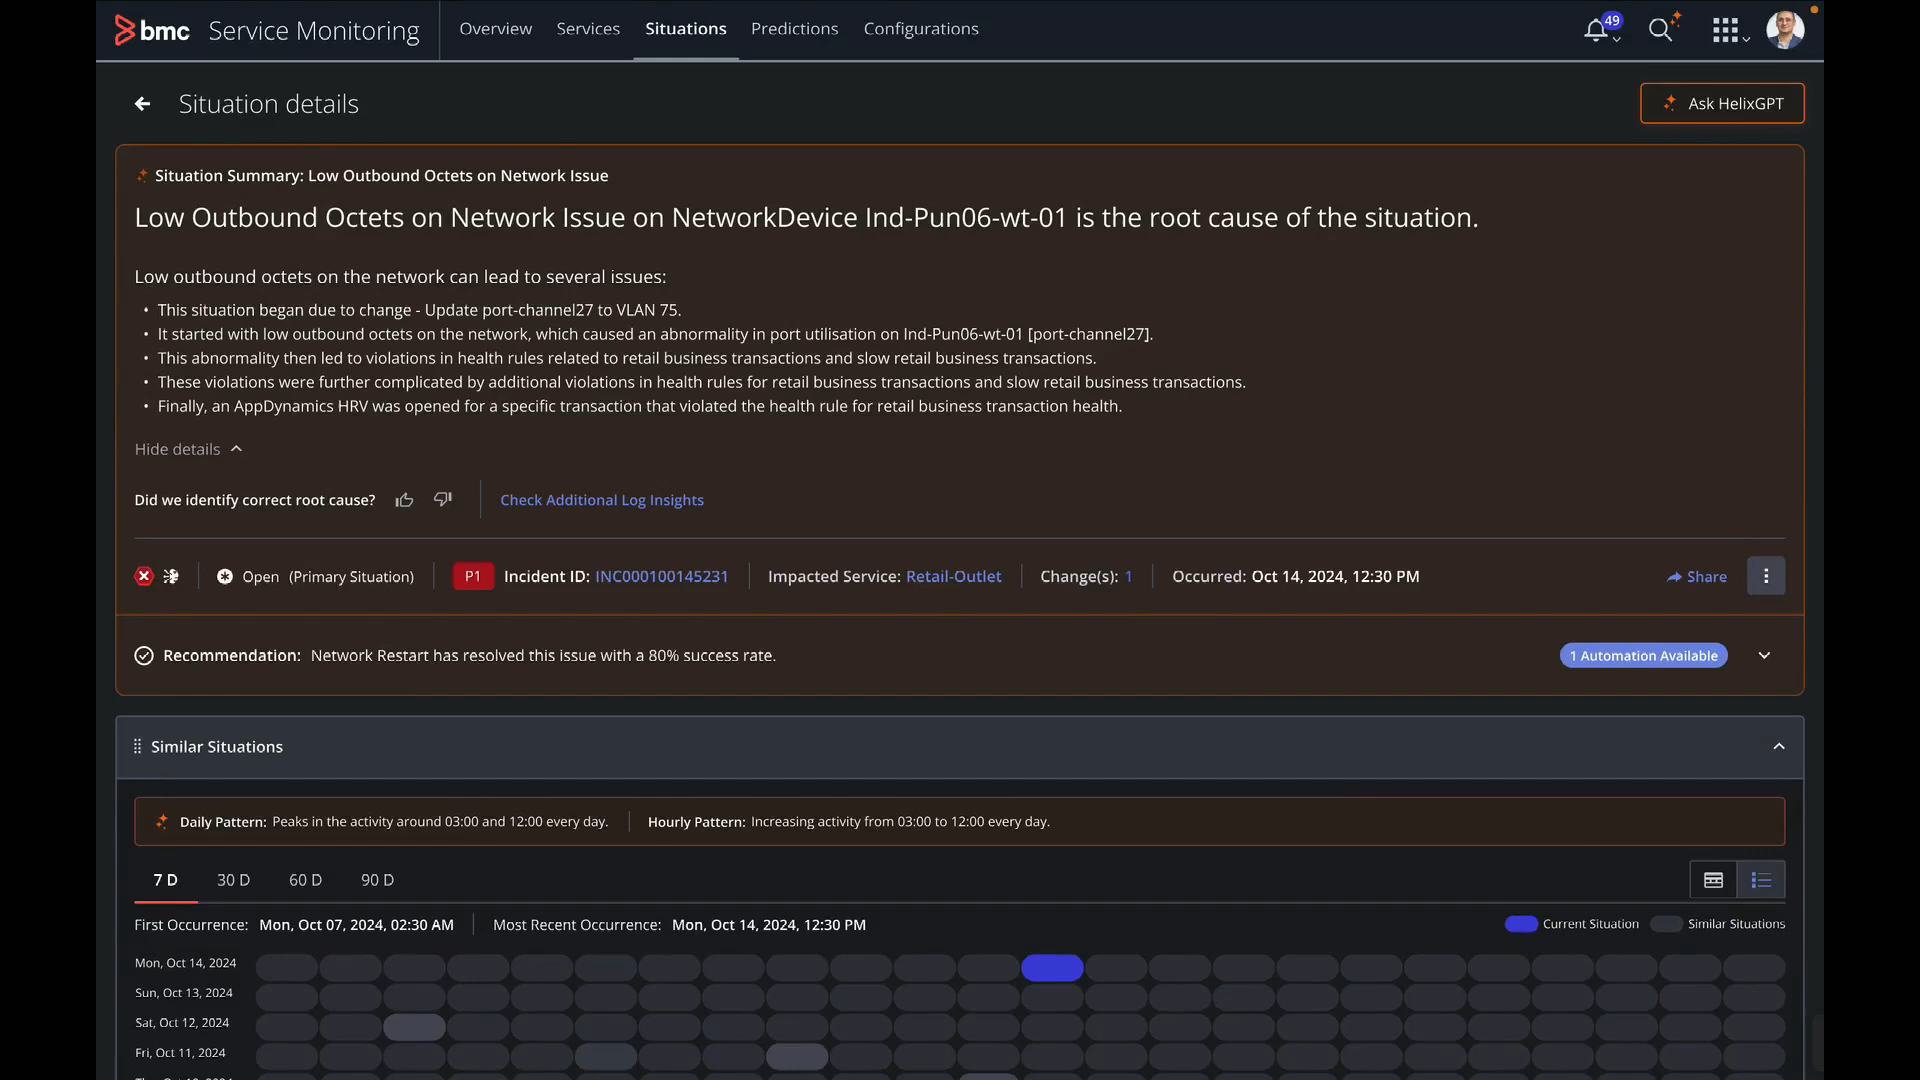 bmc Service Monitoring Overview Services Situations Predictions Configurations 49
Situation details Ask HelixGPT
Situation Summary: Low Outbound Octets on Network Issue
Low Outbound Octets on Network Issue on NetworkDevice Ind-Pun06-wt-01 is the root cause of the situation.
Low outbound octets on the network can lead to several issues:
• This situation began due to change - Update port-channel27 to VLAN 75.
• It started with low outbound octets on the network, which caused an abnormality in port utilisation on Ind-Pun06-wt-01 [port-channel27].
• This abnormality then led to violations in health rules related to retail business transactions and slow retail business transactions.
• These violations were further complicated by additional violations in health rules for retail business transactions and slow retail business transactions.
• Finally, an AppDynamics HRV was opened for a specific transaction that violated the health rule for retail business transaction health.
Hide details
Did we identify correct root cause? Check Additional Log Insights
Open (Primary Situation) P1 Incident ID: INC000100145231 Impacted Service: Retail-Outlet Change(s): 1 Occurred: Oct 14, 2024, 12:30 PM Share
Recommendation: Network Restart has resolved this issue with a 80% success rate. 1 Automation Available
Similar Situations
Daily Pattern: Peaks in the activity around 03:00 and 12:00 every day. Hourly Pattern: Increasing activity from 03:00 to 12:00 every day.
7 D 30 D 60 D 90 D
First Occurrence: Mon, Oct 07, 2024, 02:30 AM Most Recent Occurrence: Mon, Oct 14, 2024, 12:30 PM Current Situation Similar Situations
Mon, Oct 14, 2024
Sun, Oct 13, 2024
Sat, Oct 12, 2024
Fri, Oct 11, 2024